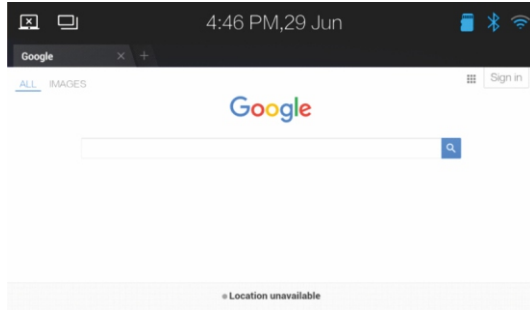 4:46 PM,29 Jun
Google
ALL IMAGES
Sign in
Google
Location unavailable